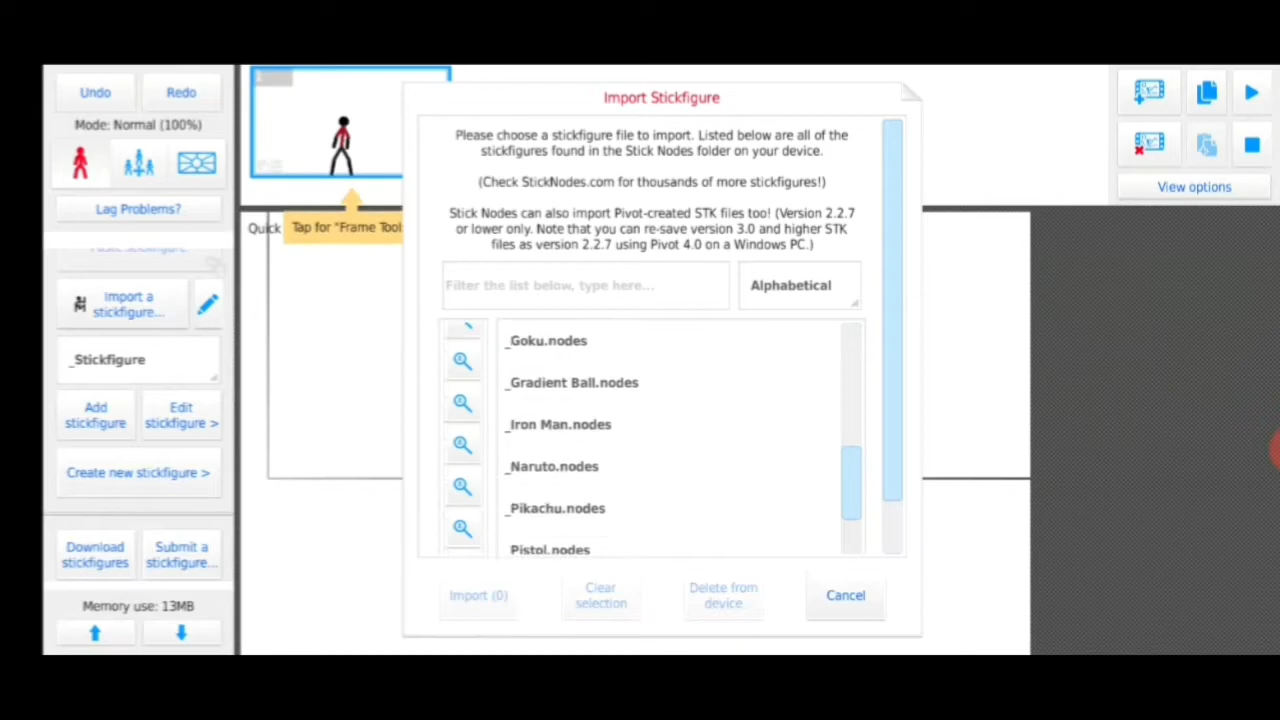 Undo
Redo
Mode: Normal (100%)
Lag Problems?
Import a
stickfigure...
_Stickfigure
Add
stickfigure
Edit
stickfigure >
Create new stickfigure >
Download
stickfigures
Submit a
stickfigure...
Memory use: 13MB
Quick
Tap for "Frame Tool
Import Stickfigure
Please choose a stickfigure file to import. Listed below are all of the
stickfigures found in the Stick Nodes folder on your device.
(Check StickNodes.com for thousands of more stickfigures!)
Stick Nodes can also import Pivot-created STK files too! (Version 2.2.7
or lower only. Note that you can re-save version 3.0 and higher STK
files as version 2.2.7 using Pivot 4.0 on a Windows PC.)
Filter the list below, type here...
Alphabetical
_Goku.nodes
_Gradient Ball.nodes
_Iron Man.nodes
_Naruto.nodes
_Pikachu.nodes
Pistol.nodes
Import (0)
Clear
selection
Delete from
device
Cancel
View options